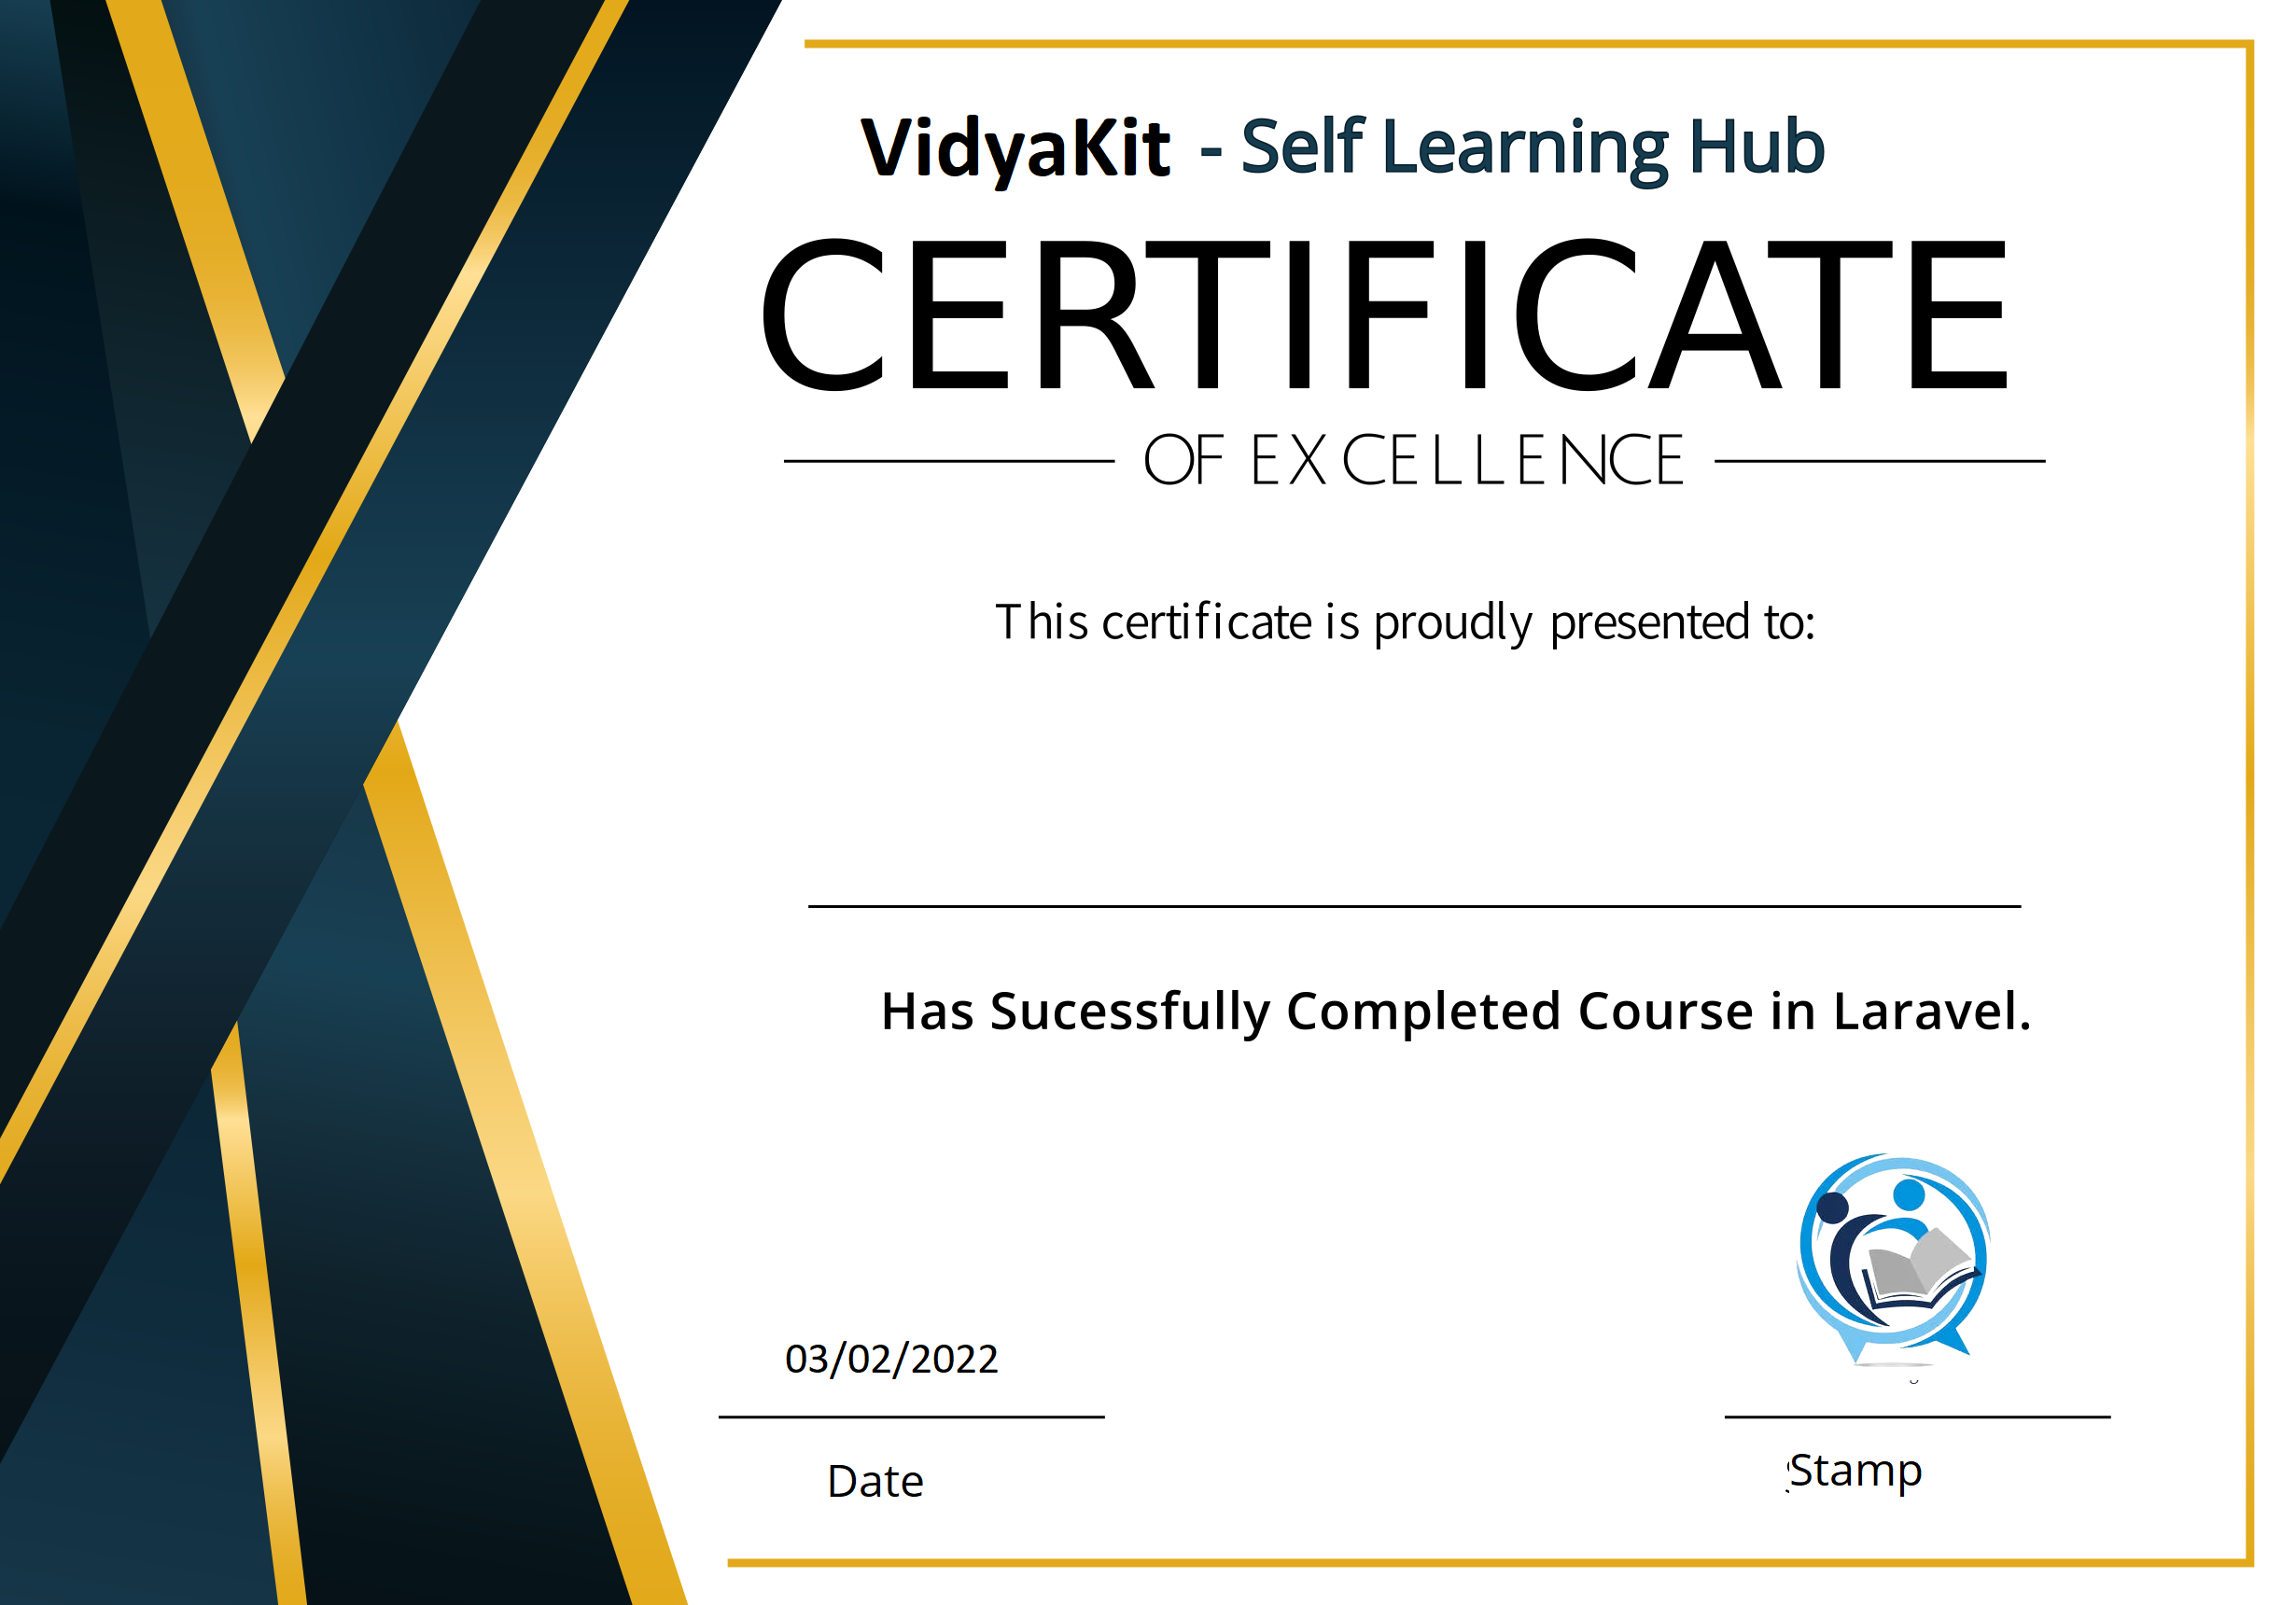 VidyaKit - Self Learning Hub
CERTIFICATE
OF EXCELLENCE
This certificate is proudly presented to:
Has Sucessfully Completed Course in Laravel.
03/02/2022
Date
Stamp